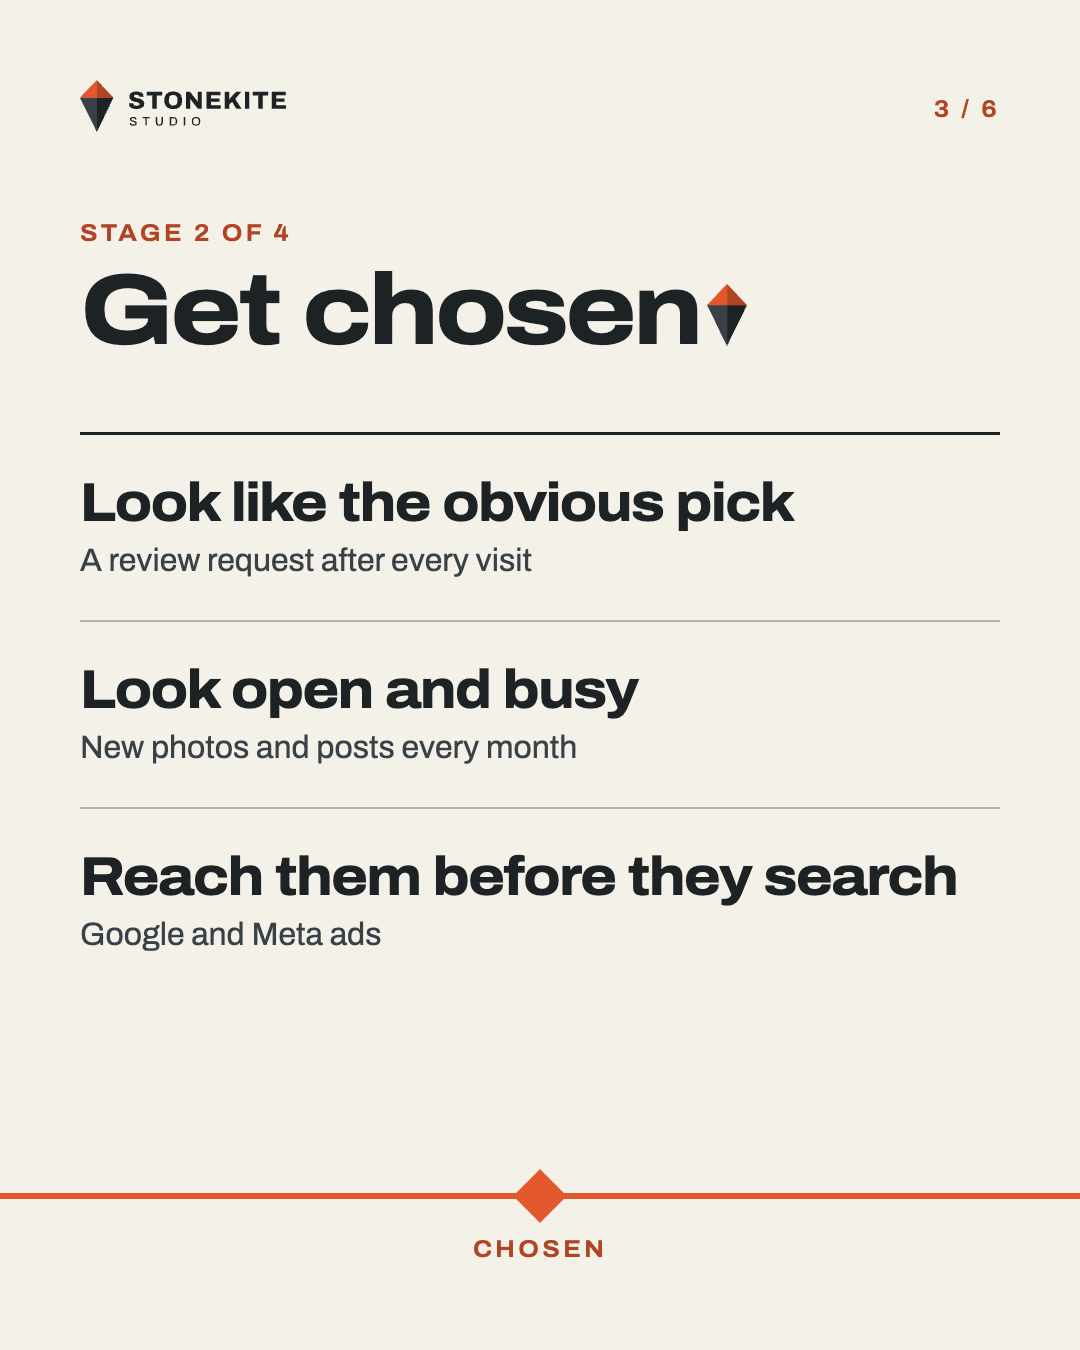 STONEKITE
STUDIO
3 / 6
STAGE 2 OF 4
Get chosen
Look like the obvious pick
A review request after every visit
Look open and busy
New photos and posts every month
Reach them before they search
Google and Meta ads
CHOSEN